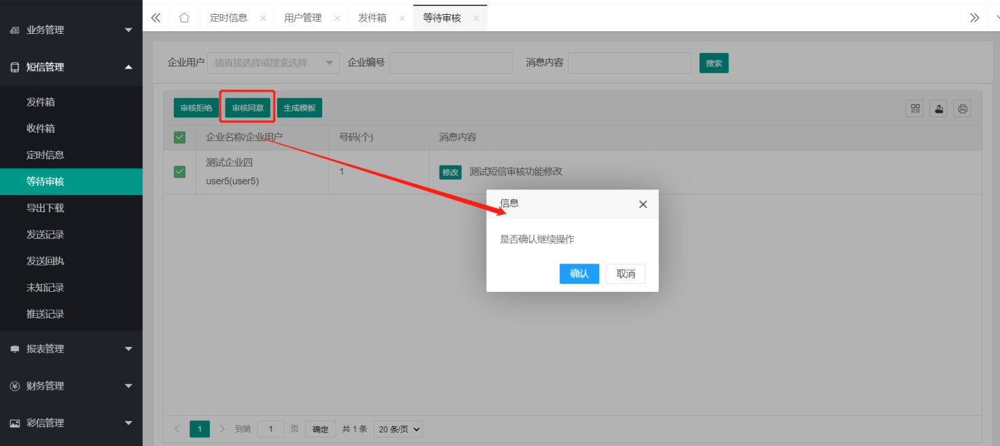 业务管理
短信管理
发件箱
收件箱
定时信息
等待审核
导出下载
发送记录
发送回执
未知记录
推送记录
报表管理
财务管理
彩信管理
定时信息 用户管理 发件箱 等待审核
企业用户 请直接选择或搜索选择 企业编号 消息内容 搜索
审核拒绝 审核同意 生成模板
企业名称/企业用户 号码(个) 消息内容
测试企业四
user5(user5) 1 修改 测试短信审核功能修改
信息
是否确认继续操作
确认 取消
1 到第 1 页 确定 共 1 条 20 条/页